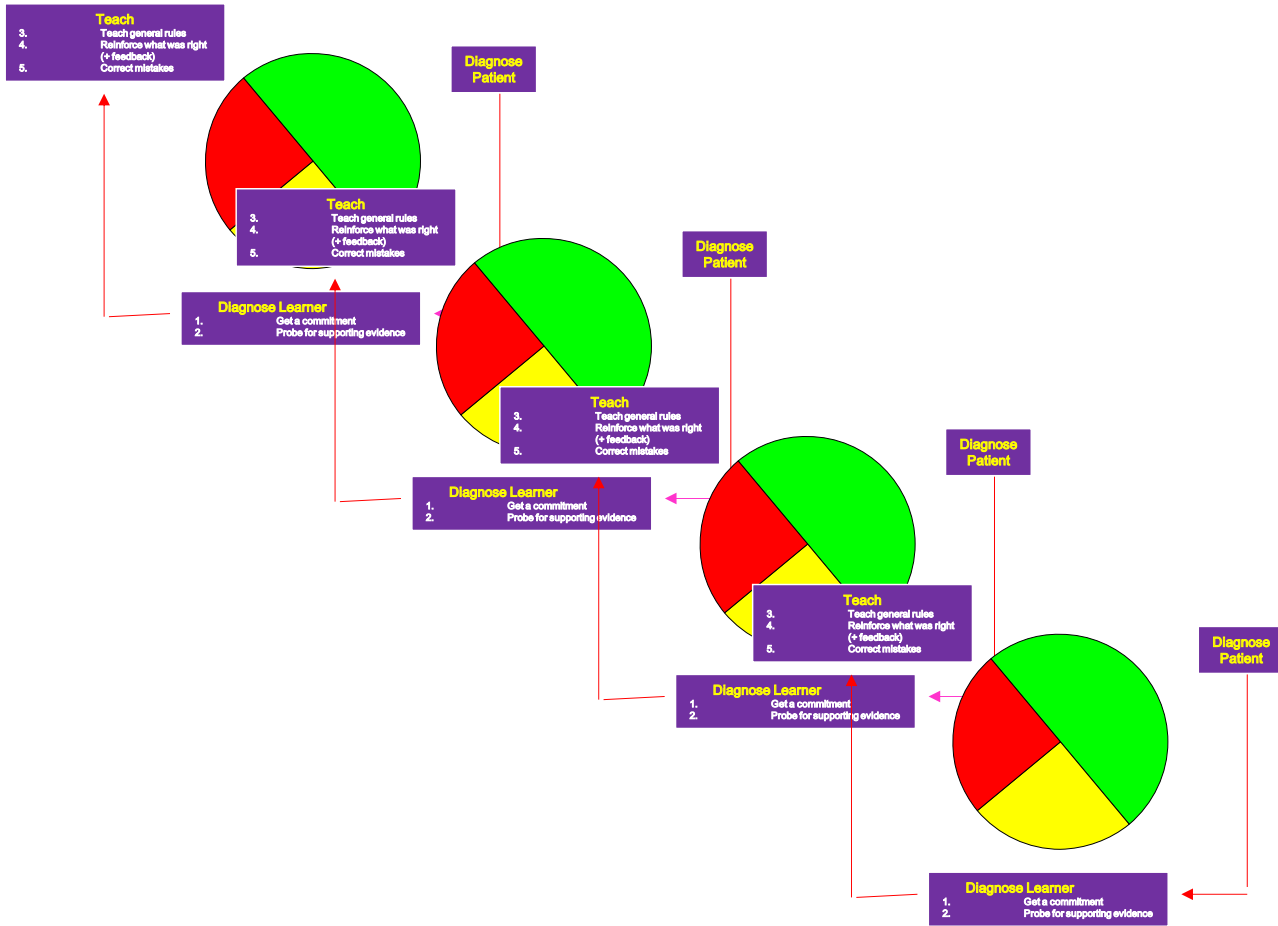 Teach
3. Teach general rules
4. Reinforce what was right
(+ feedback)
5. Correct mistakes
Diagnose
Patient
Diagnose Learner
1. Get a commitment
2. Probe for supporting evidence
Teach
3. Teach general rules
4. Reinforce what was right
(+ feedback)
5. Correct mistakes
Diagnose
Patient
Diagnose Learner
1. Get a commitment
2. Probe for supporting evidence
Teach
3. Teach general rules
4. Reinforce what was right
(+ feedback)
5. Correct mistakes
Diagnose
Patient
Diagnose Learner
1. Get a commitment
2. Probe for supporting evidence
Teach
3. Teach general rules
4. Reinforce what was right
(+ feedback)
5. Correct mistakes
Diagnose
Patient
Diagnose Learner
1. Get a commitment
2. Probe for supporting evidence